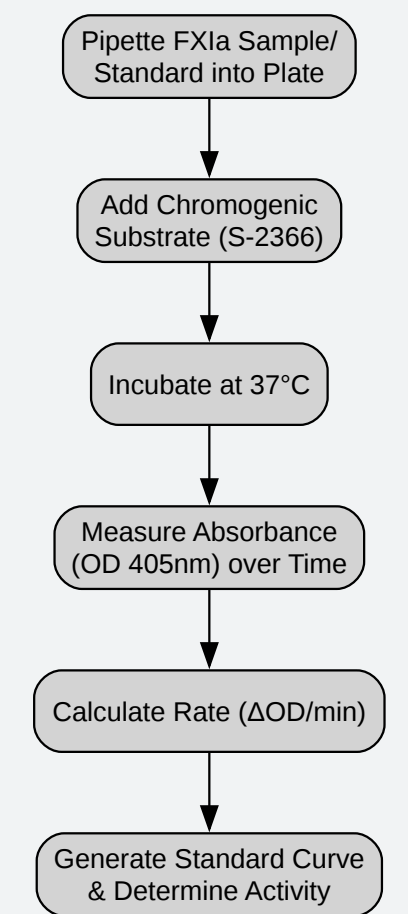 Pipette FXIa Sample/
Standard into Plate
Add Chromogenic
Substrate (S-2366)
Incubate at 37°C
Measure Absorbance
(OD 405nm) over Time
Calculate Rate (ΔOD/min)
Generate Standard Curve
& Determine Activity